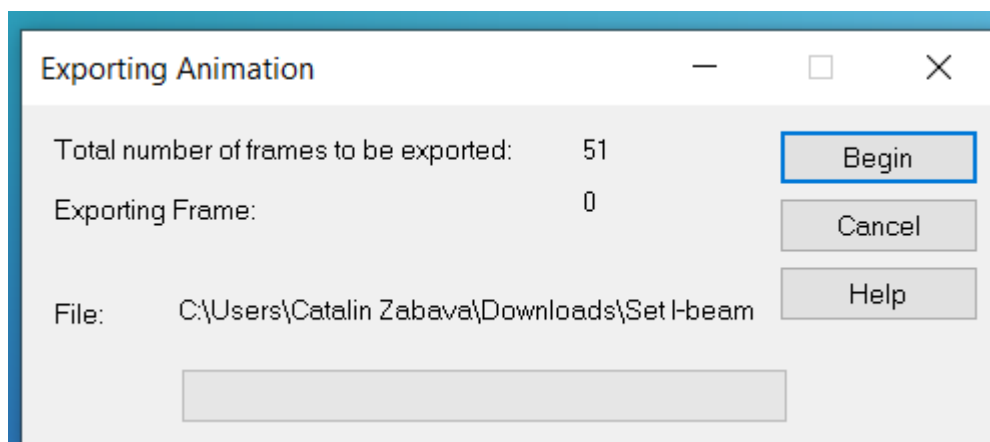 Exporting Animation
Total number of frames to be exported: 51
Begin
Exporting Frame: 0
Cancel
Help
File: C:\Users\Catalin Zabava\Downloads\Set I-beam